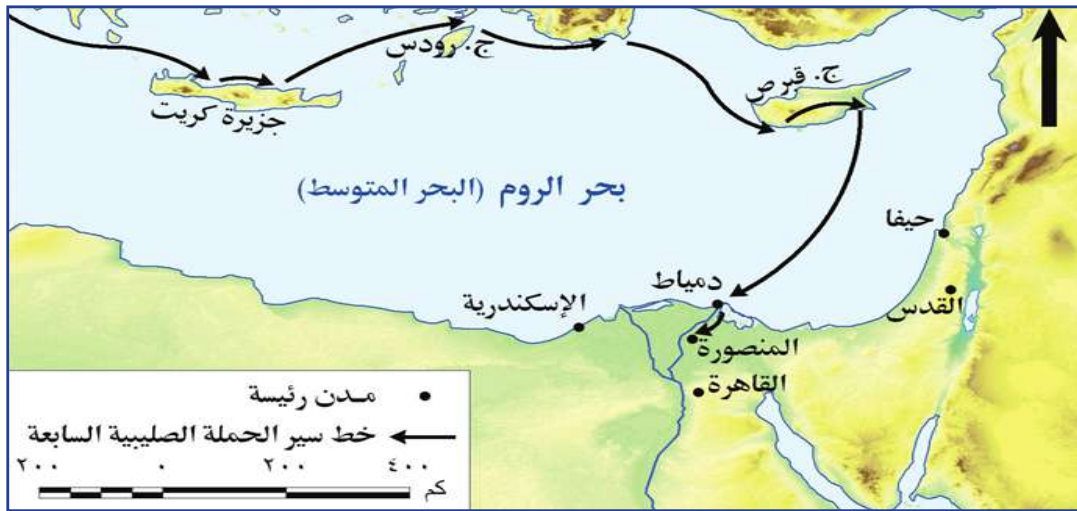 ج. رودس
ج. قبرص
جزيرة كريت
بحر الروم (البحر المتوسط)
حيفا
القدس
دمياط
الإسكندرية
المنصورة
القاهرة
مـدن رئيسة
خط سير الحملة الصليبية السابعة
٢٠٠ ٠ ٢٠٠ ٤٠٠
كم